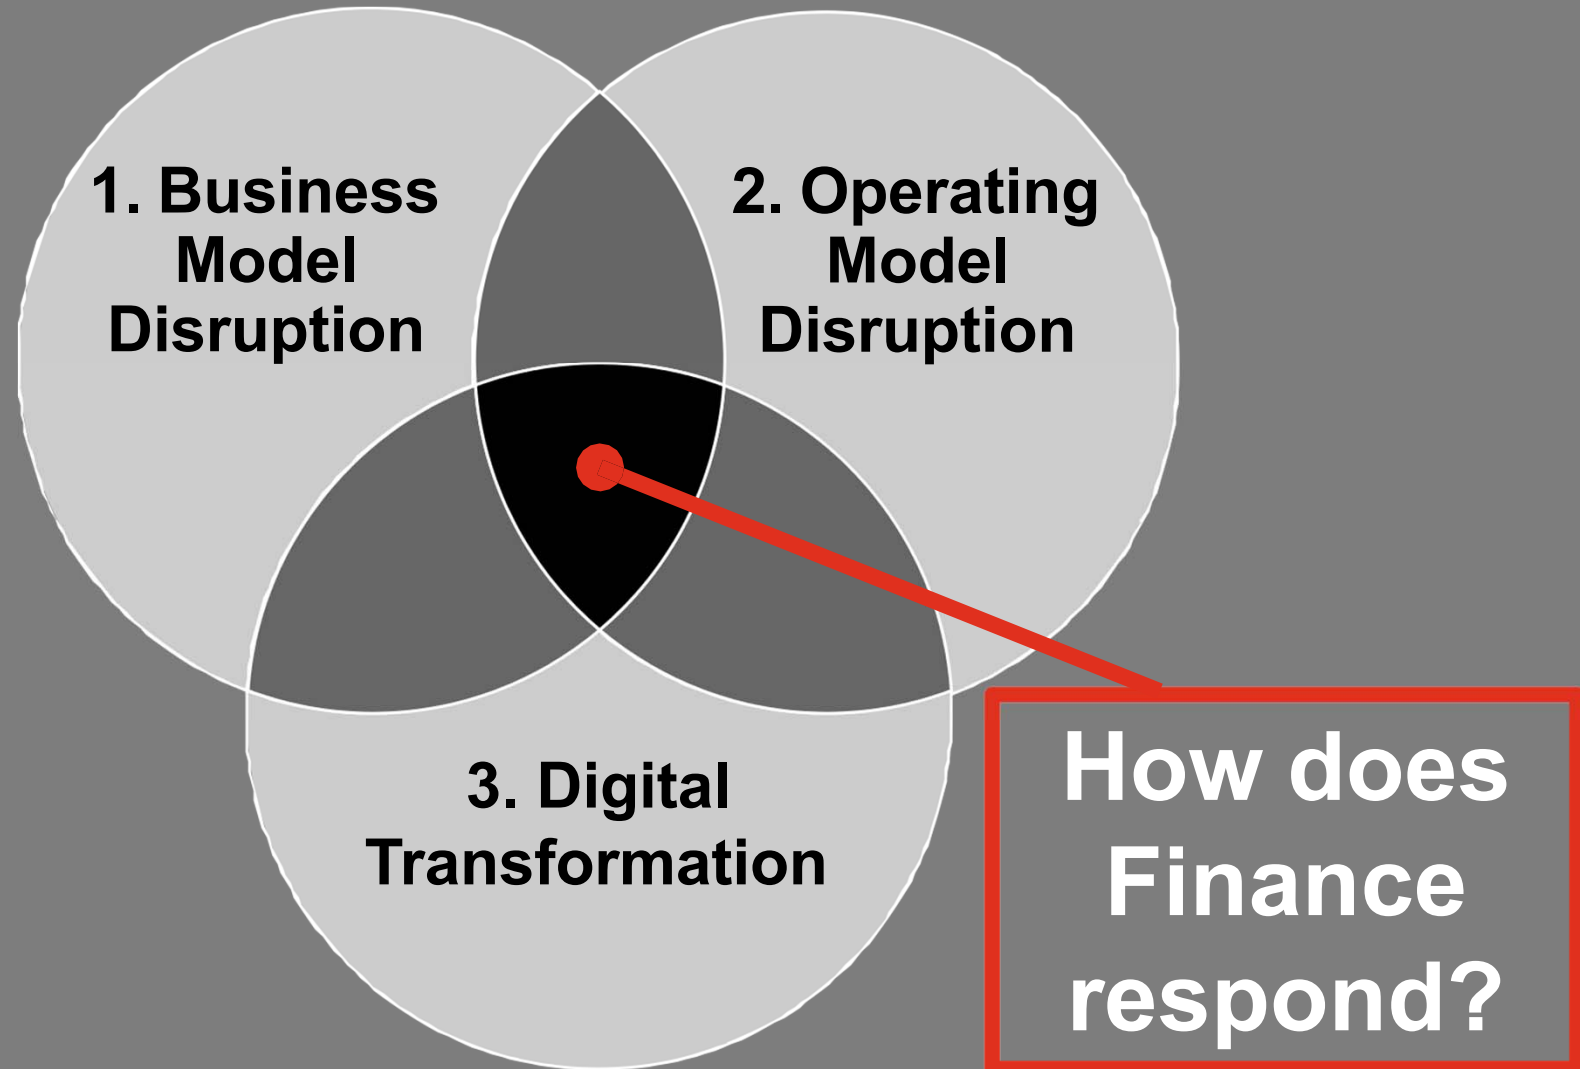 1. Business
Model
Disruption
2. Operating
Model
Disruption
3. Digital
Transformation
How does
Finance
respond?